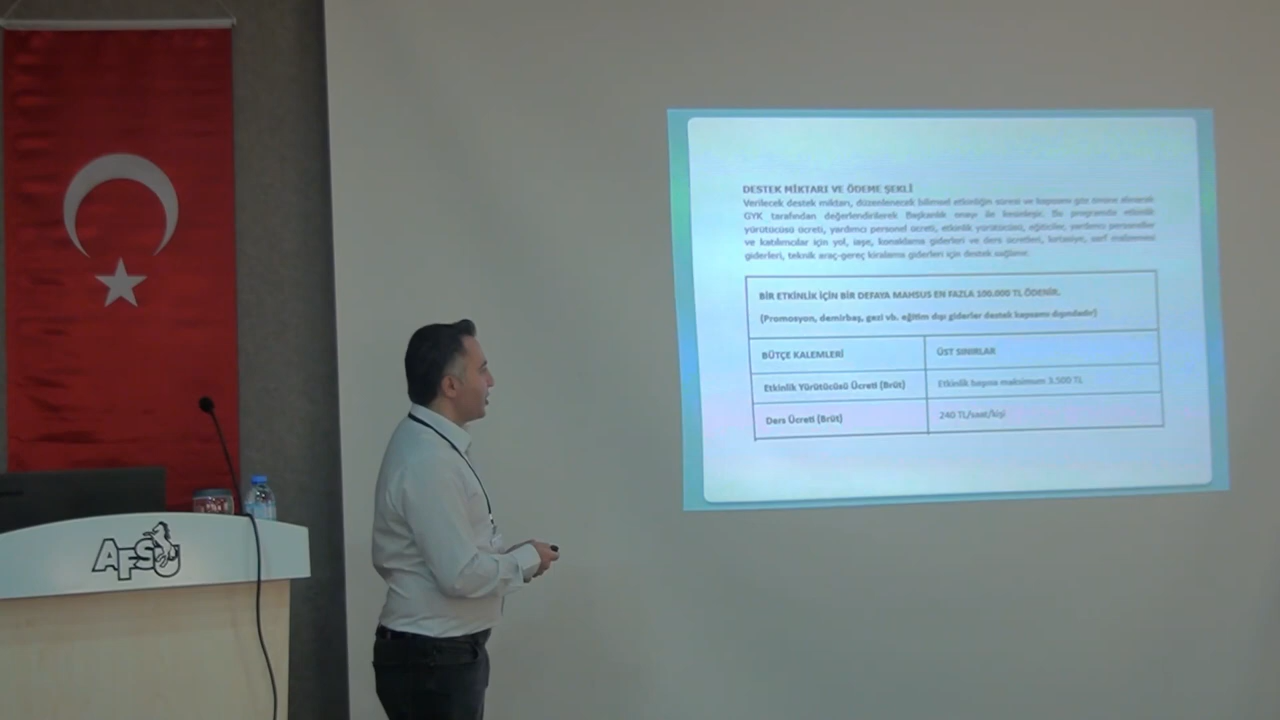 AFSÜ
DESTEK MİKTARI VE ÖDEME ŞEKLİ
Verilecek destek miktarı, düzenlenecek bilimsel etkinliğin süresi ve kapsamı göz önüne alınarak
GYK tarafından değerlendirilerek Başkanlık onayı ile kesinleşir. Bu programda etkinlik
yürütücüsü ücreti, yardımcı personel ücreti, etkinlik yürütücüsü, eğiticiler, yardımcı personeller
ve katılımcılar için yol, iaşe, konaklama giderleri ve ders ücretleri, kırtasiye, sarf malzemesi
giderleri, teknik araç-gereç kiralama giderleri için destek sağlanır.
BİR ETKİNLİK İÇİN BİR DEFAYA MAHSUS EN FAZLA 100.000 TL ÖDENİR.
(Promosyon, demirbaş, gezi vb. eğitim dışı giderler destek kapsamı dışındadır)
BÜTÇE KALEMLERİ ÜST SINIRLAR
Etkinlik Yürütücüsü Ücreti (Brüt) Etkinlik başına maksimum 3.500 TL
Ders Ücreti (Brüt) 240 TL/saat/kişi